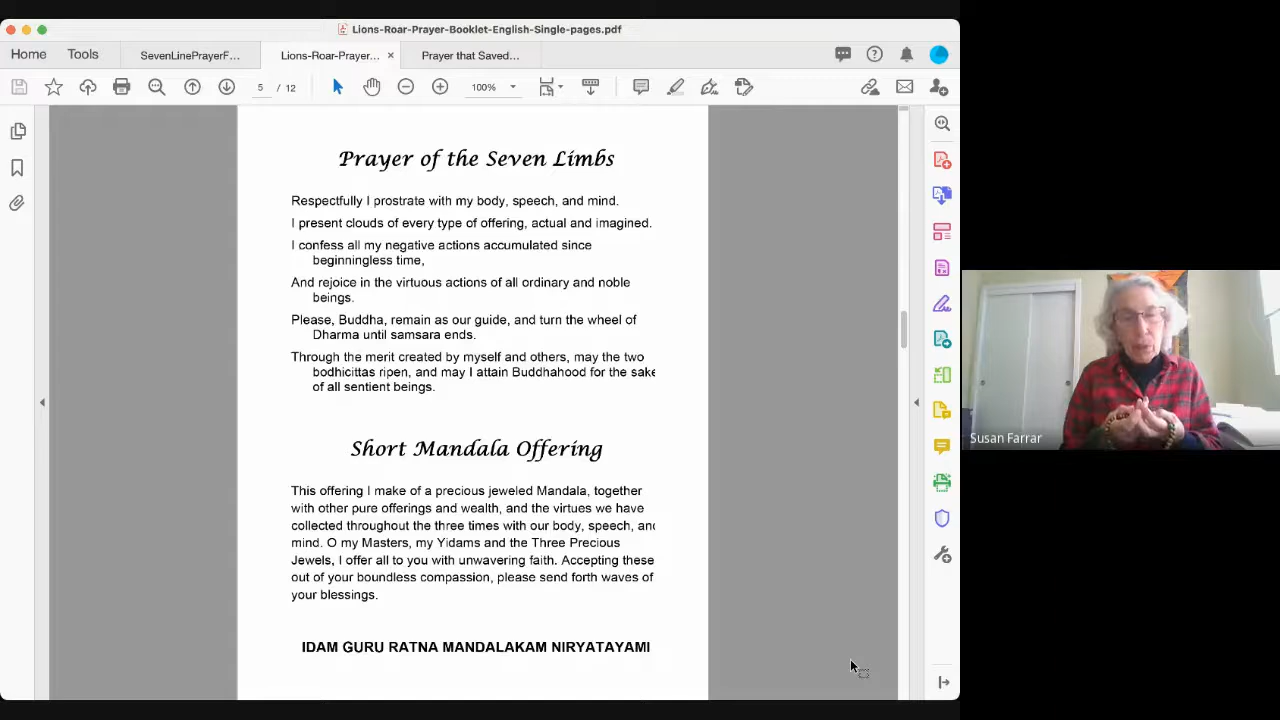 Lions-Roar-Prayer-Booklet-English-Single-pages.pdf
Home
Tools
SevenLinePrayerF...
Lions-Roar-Prayer... ×
Prayer that Saved...
5 / 12
100%
Prayer of the Seven Limbs
Respectfully I prostrate with my body, speech, and mind.
I present clouds of every type of offering, actual and imagined.
I confess all my negative actions accumulated since
beginningless time,
And rejoice in the virtuous actions of all ordinary and noble
beings.
Please, Buddha, remain as our guide, and turn the wheel of
Dharma until samsara ends.
Through the merit created by myself and others, may the two
bodhicittas ripen, and may I attain Buddhahood for the sake
of all sentient beings.
Short Mandala Offering
This offering I make of a precious jeweled Mandala, together
with other pure offerings and wealth, and the virtues we have
collected throughout the three times with our body, speech, and
mind. O my Masters, my Yidams and the Three Precious
Jewels, I offer all to you with unwavering faith. Accepting these
out of your boundless compassion, please send forth waves of
your blessings.
IDAM GURU RATNA MANDALAKAM NIRYATAYAMI
Susan Farrar